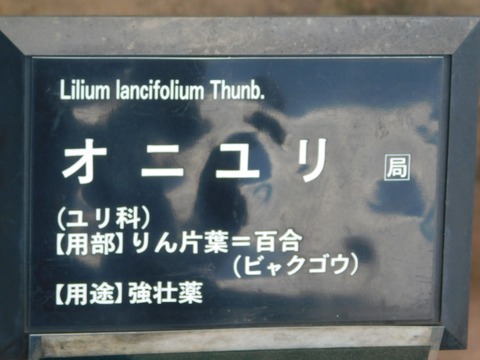 Lilium lancifolium Thunb.
オニユリ 局
(ユリ科)
【用部】りん片葉=百合
(ビャクゴウ)
【用途】強壮薬